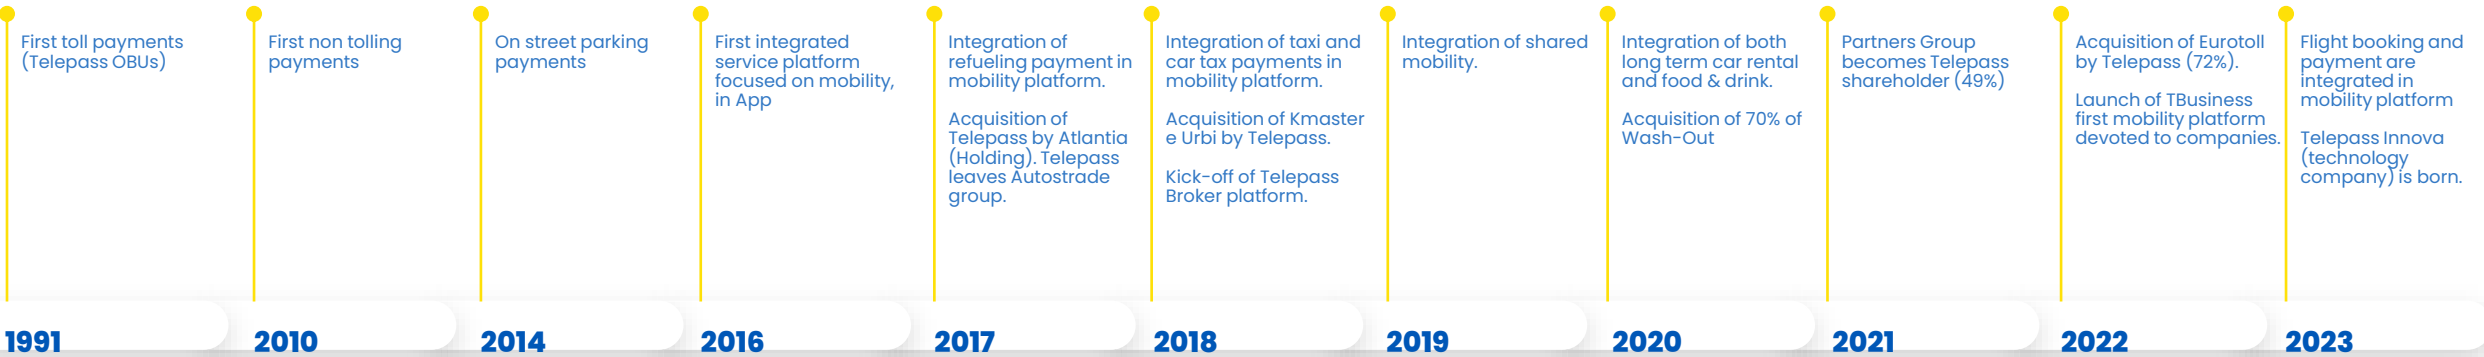 First toll payments
(Telepass OBUs)
First non tolling
payments
On street parking
payments
First integrated
service platform
focused on mobility,
in App
Integration of
refueling payment in
mobility platform.
Acquisition of
Telepass by Atlantia
(Holding). Telepass
leaves Autostrade
group.
Integration of taxi and
car tax payments in
mobility platform.
Acquisition of Kmaster
e Urbi by Telepass.
Kick-off of Telepass
Broker platform.
Integration of shared
mobility.
Integration of both
long term car rental
and food & drink.
Acquisition of 70% of
Wash-Out
Partners Group
becomes Telepass
shareholder (49%)
Acquisition of Eurotoll
by Telepass (72%).
Launch of TBusiness
first mobility platform
devoted to companies.
Flight booking and
payment are
integrated in
mobility platform
Telepass Innova
(technology
company) is born.
1991
2010
2014
2016
2017
2018
2019
2020
2021
2022
2023